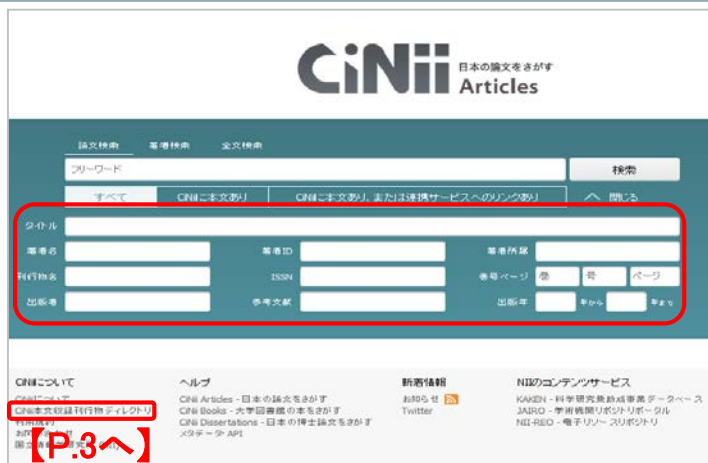 CiNii 日本の論文をさがす
Articles
論文検索 著者検索 全文検索
フリーワード 検索
すべて CiNiiに本文あり CiNiiに本文あり、または連携サービスへのリンクあり 閉じる
タイトル
著者名 著者ID 著者所属
刊行物名 ISSN 巻号ページ 巻 号 ページ
出版者 参考文献 出版年 年から 年まで
CiNiiについて ヘルプ 新着情報 NIIのコンテンツサービス
CiNiiについて CiNii Articles - 日本の論文をさがす お知らせ KAKEN - 科学研究費助成事業データベース
CiNii本文収録刊行物ディレクトリ CiNii Books - 大学図書館の本をさがす Twitter JAIRO - 学術機関リポジトリポータル
利用規約 CiNii Dissertations - 日本の博士論文をさがす NII-REO - 電子リソースリポジトリ
メタデータ・API
【P.3へ】